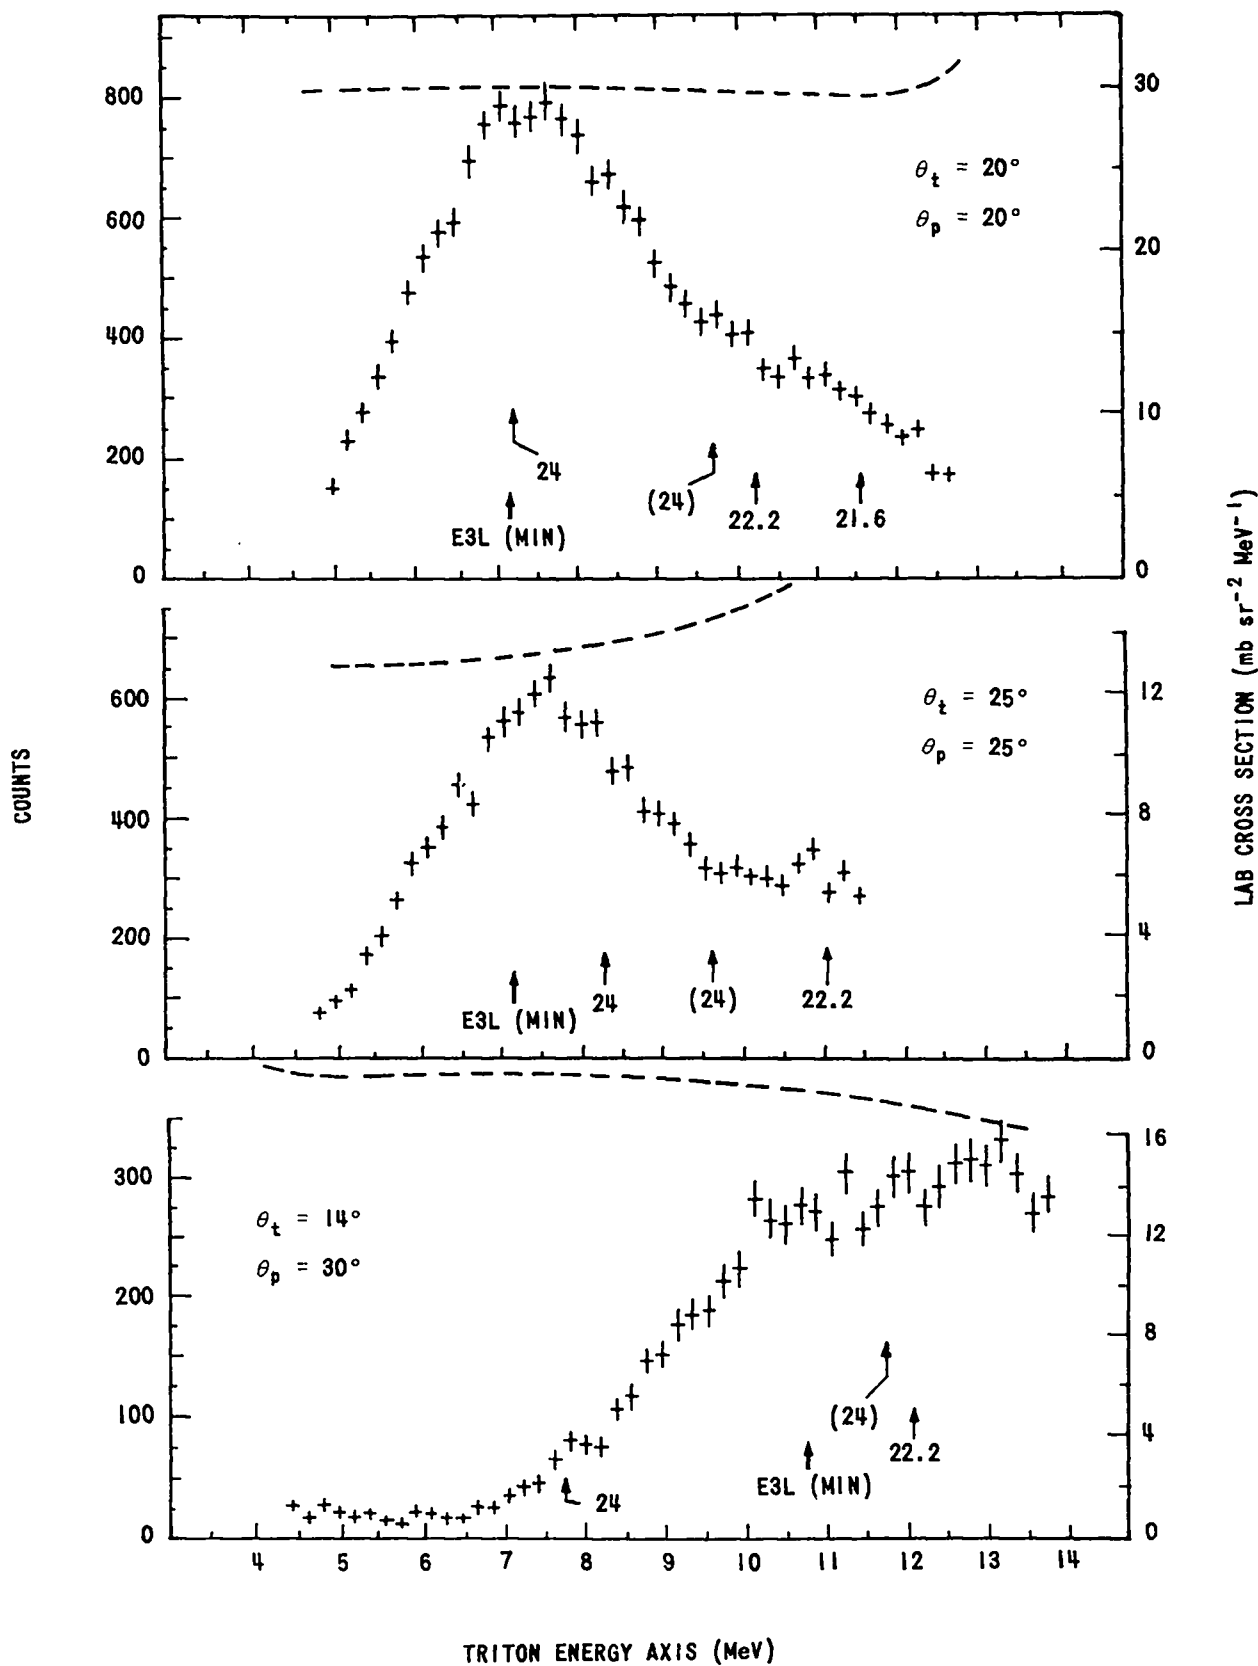 800
600
400
200
0
30
20
10
0
θt = 20°
θp = 20°
24
(24)
22.2
21.6
E3L (MIN)
600
400
200
0
12
8
4
0
θt = 25°
θp = 25°
E3L (MIN)
24
(24)
22.2
300
200
100
0
16
12
8
4
0
θt = 14°
θp = 30°
24
(24)
22.2
E3L (MIN)
4 5 6 7 8 9 10 11 12 13 14
TRITON ENERGY AXIS (MeV)
COUNTS
LAB CROSS SECTION (mb sr⁻² MeV⁻¹)